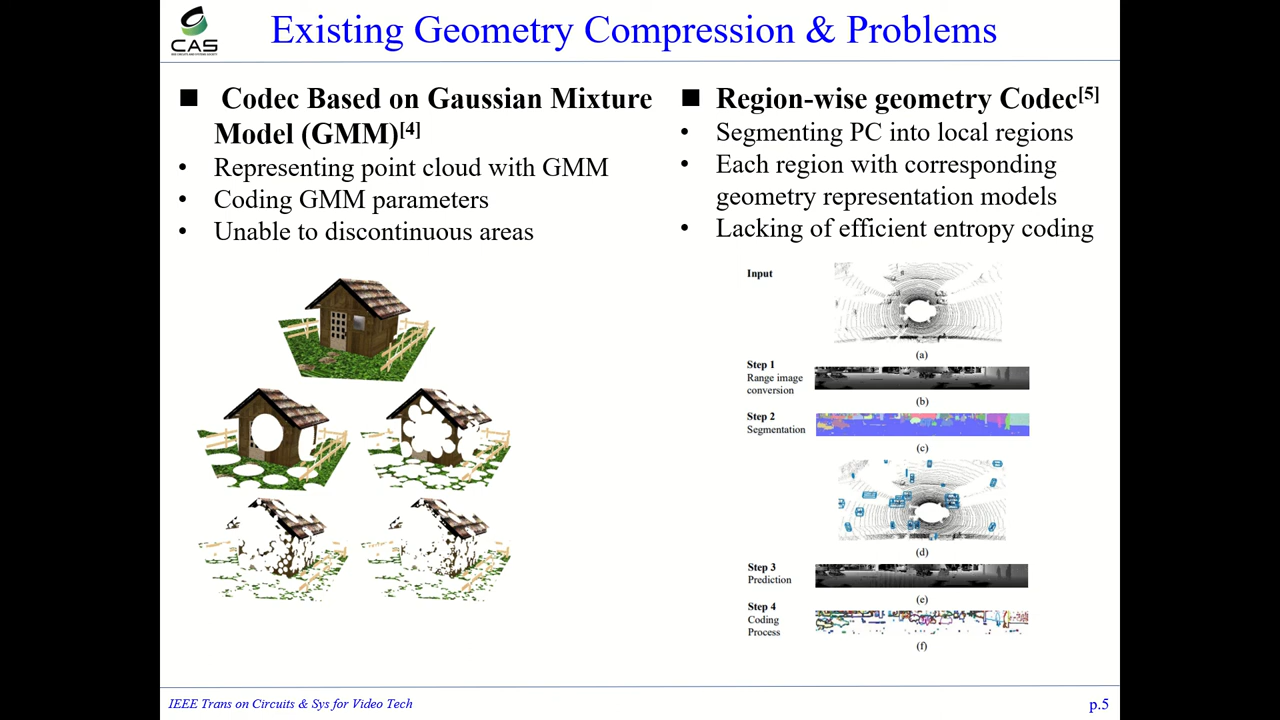 CAS
Existing Geometry Compression & Problems
■ Codec Based on Gaussian Mixture
Model (GMM)[4]
• Representing point cloud with GMM
• Coding GMM parameters
• Unable to discontinuous areas
■ Region-wise geometry Codec[5]
• Segmenting PC into local regions
• Each region with corresponding
geometry representation models
• Lacking of efficient entropy coding
Input
(a)
Step 1
Range image
conversion
(b)
Step 2
Segmentation
(c)
(d)
Step 3
Prediction
(e)
Step 4
Coding
Process
(f)
IEEE Trans on Circuits & Sys for Video Tech
p.5